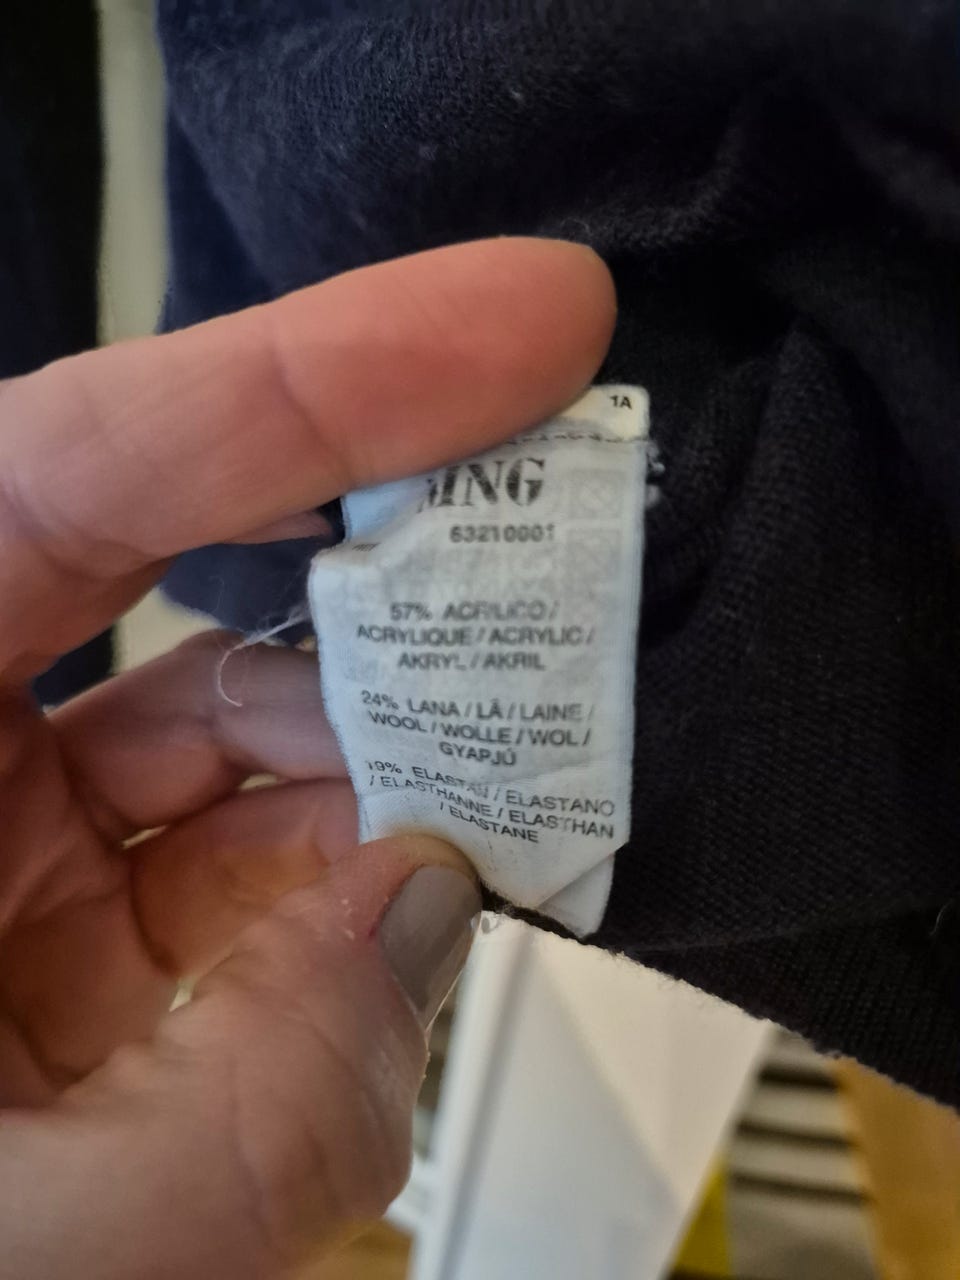 1A
MNG
63210001
57% ACRILICO /
ACRYLIQUE / ACRYLIC /
AKRYL / AKRIL
24% LANA / LÃ / LAINE /
WOOL / WOLLE / WOL /
GYAPJÚ
19% ELASTAN / ELASTANO
/ ELASTHANNE / ELASTHAN
/ ELASTANE